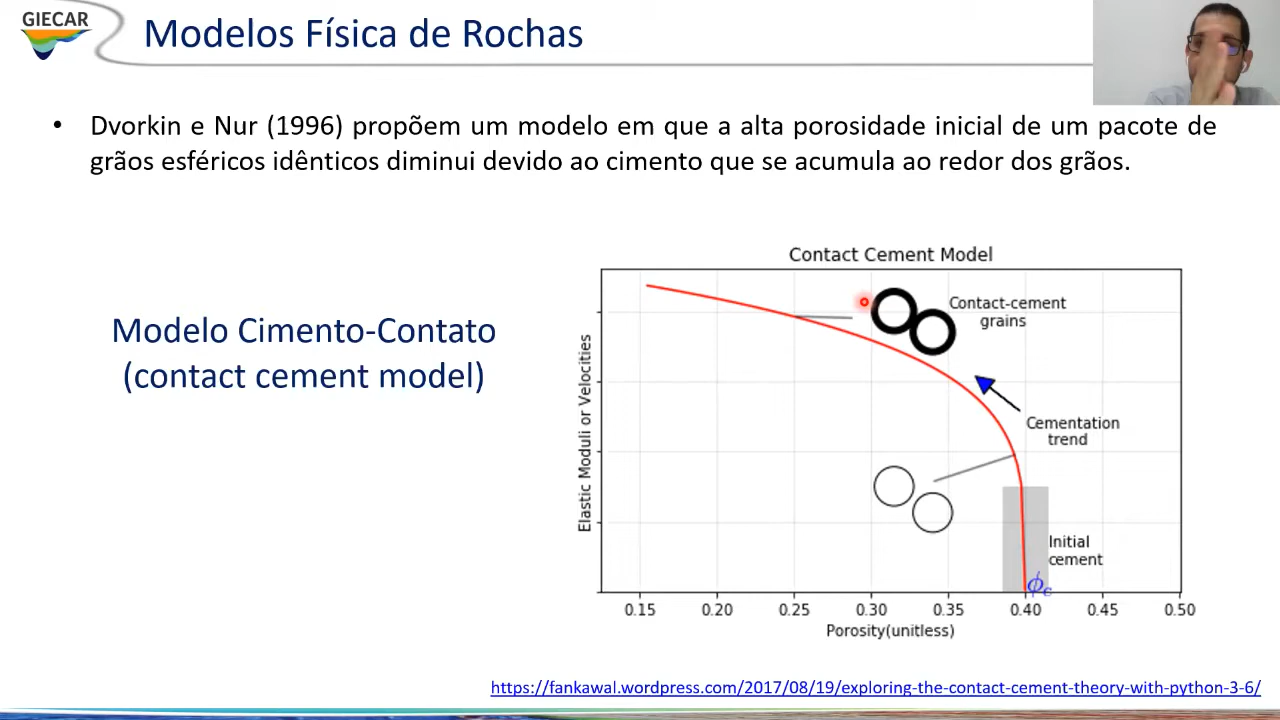 GIECAR
Modelos Física de Rochas
• Dvorkin e Nur (1996) propõem um modelo em que a alta porosidade inicial de um pacote de
grãos esféricos idênticos diminui devido ao cimento que se acumula ao redor dos grãos.
Modelo Cimento-Contato
(contact cement model)
Contact Cement Model
Elastic Moduli or Velocities
Contact-cement
grains
Cementation
trend
Initial
cement
ϕc
0.15 0.20 0.25 0.30 0.35 0.40 0.45 0.50
Porosity(unitless)
https://fankawal.wordpress.com/2017/08/19/exploring-the-contact-cement-theory-with-python-3-6/